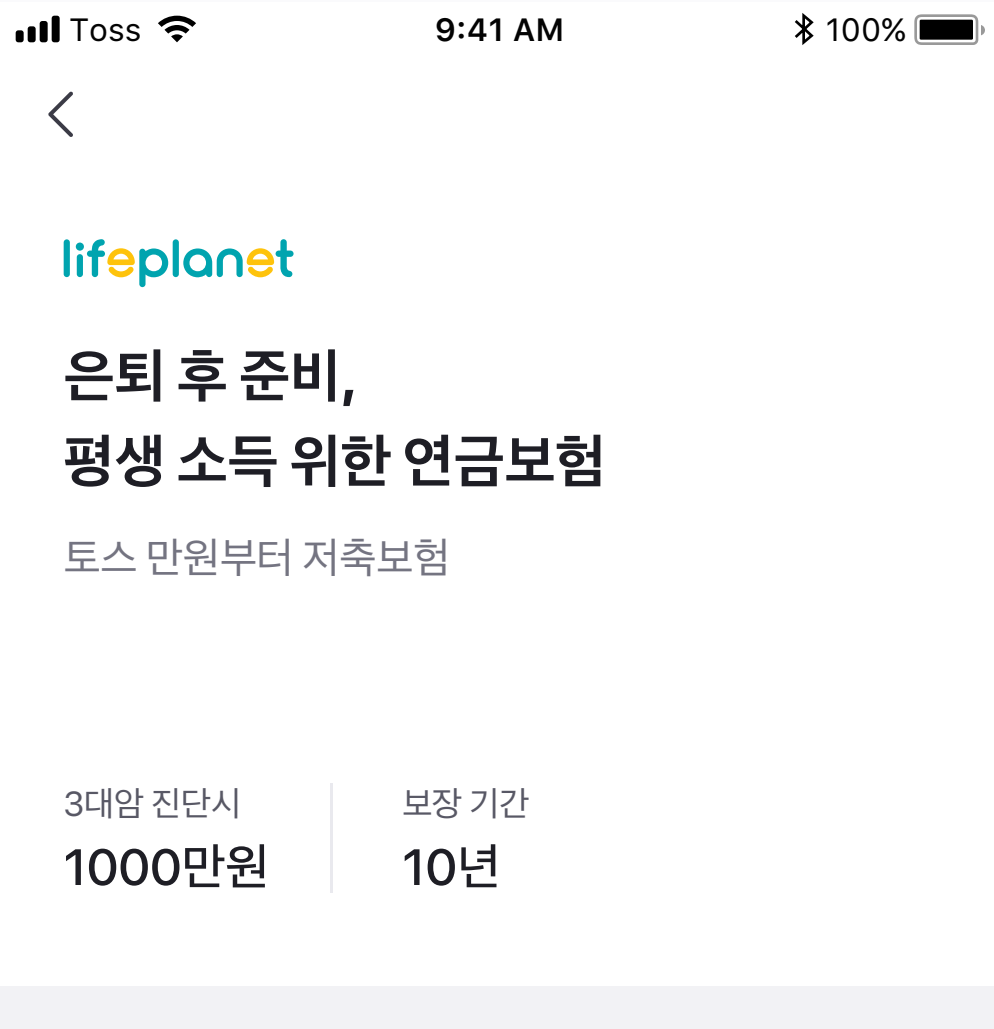 Toss 9:41 AM 100%
lifeplanet
은퇴 후 준비,
평생 소득 위한 연금보험
토스 만원부터 저축보험
3대암 진단시 보장 기간
1000만원 10년